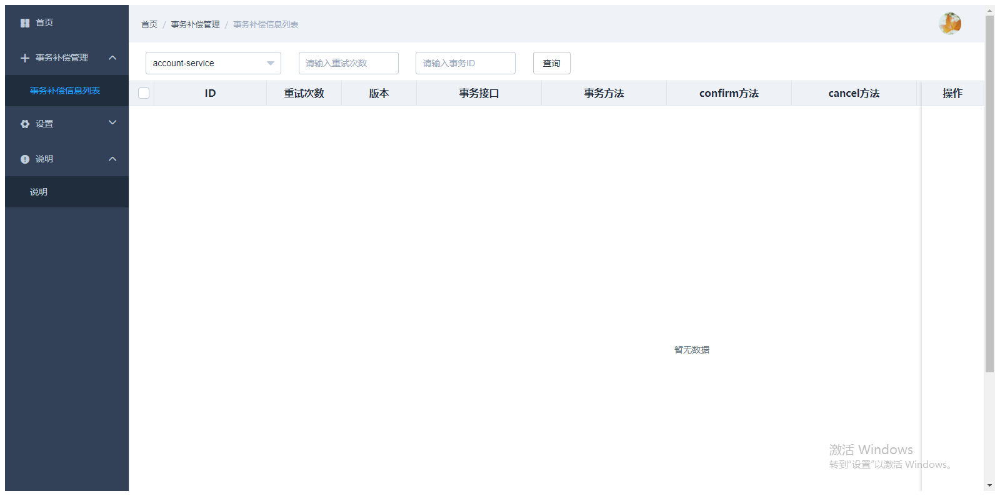 首页
事务补偿管理
事务补偿信息列表
设置
说明
说明
首页 / 事务补偿管理 / 事务补偿信息列表
account-service 请输入重试次数 请输入事务ID 查询
ID 重试次数 版本 事务接口 事务方法 confirm方法 cancel方法 操作
暂无数据
激活 Windows
转到"设置"以激活 Windows。